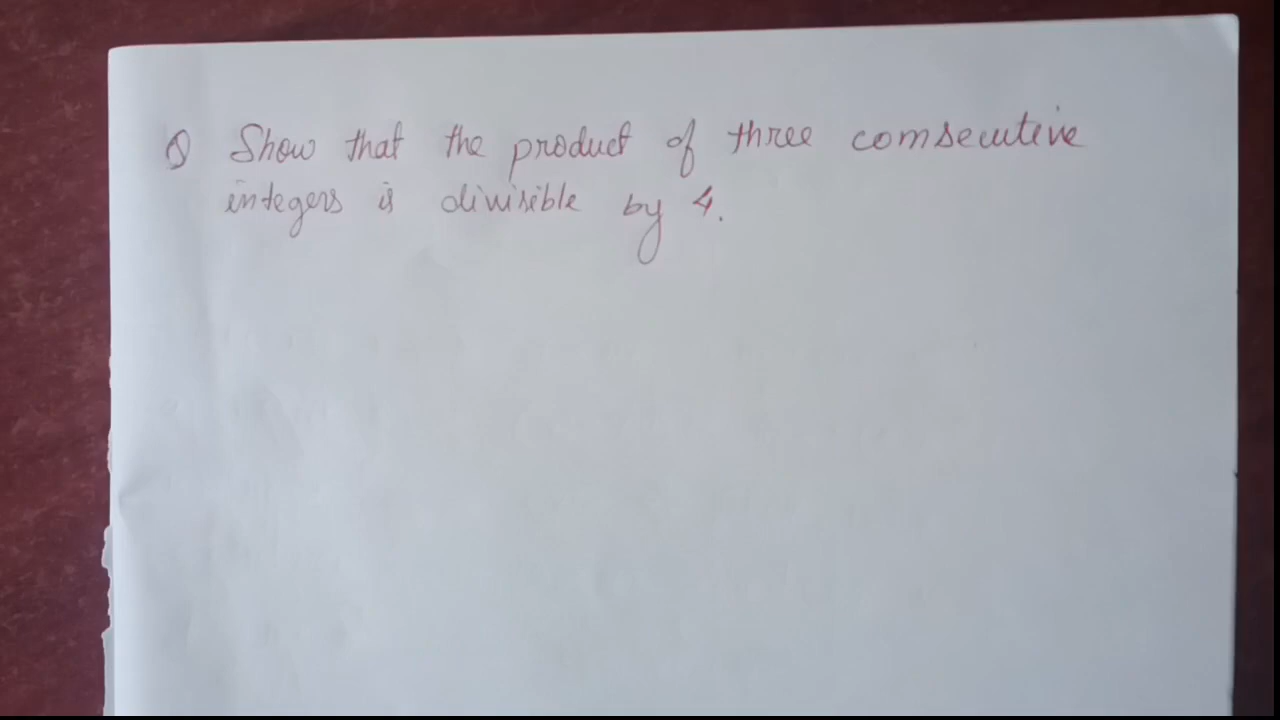 Q Show that the product of three comsecutive
integers is divisible by 4.